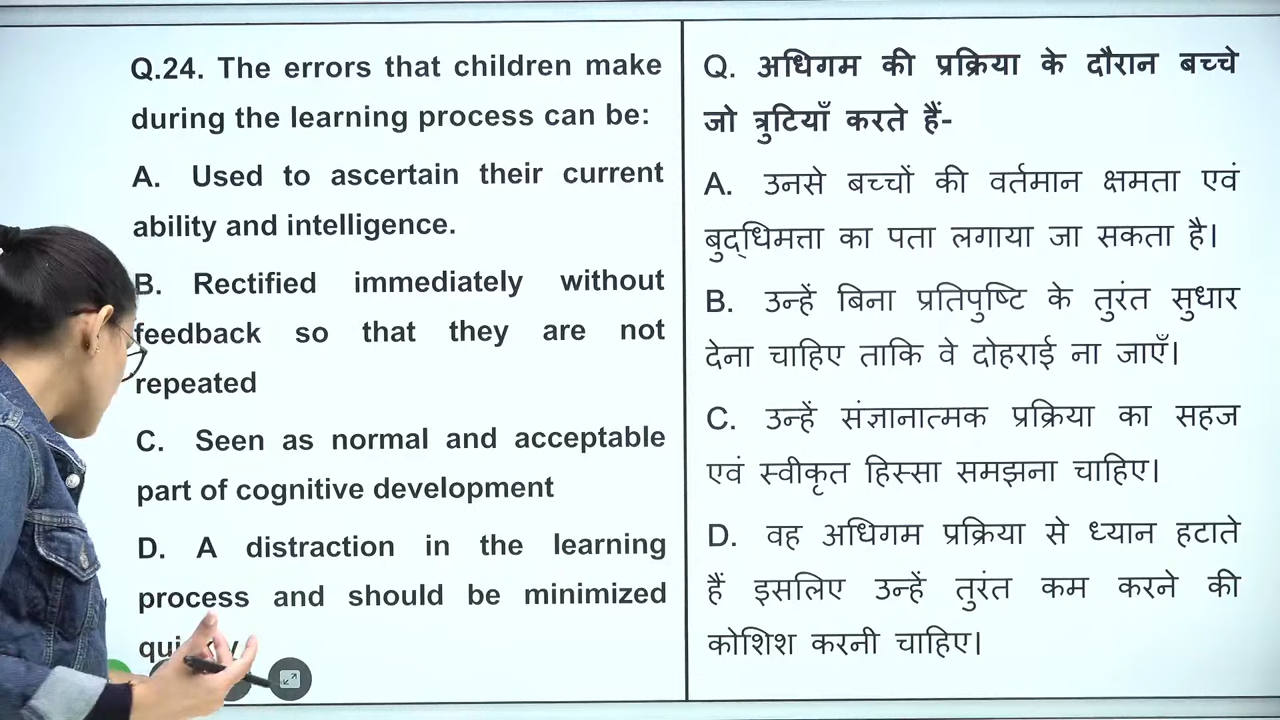 Q.24. The errors that children make
during the learning process can be:
A. Used to ascertain their current
ability and intelligence.
B. Rectified immediately without
feedback so that they are not
repeated
C. Seen as normal and acceptable
part of cognitive development
D. A distraction in the learning
process and should be minimized
Q. अधिगम की प्रक्रिया के दौरान बच्चे
जो त्रुटियाँ करते हैं-
A. उनसे बच्चों की वर्तमान क्षमता एवं
बुद्धिमत्ता का पता लगाया जा सकता है।
B. उन्हें बिना प्रतिपुष्टि के तुरंत सुधार
देना चाहिए ताकि वे दोहराई ना जाएँ।
C. उन्हें संज्ञानात्मक प्रक्रिया का सहज
एवं स्वीकृत हिस्सा समझना चाहिए।
D. वह अधिगम प्रक्रिया से ध्यान हटाते
हैं इसलिए उन्हें तुरंत कम करने की
कोशिश करनी चाहिए।